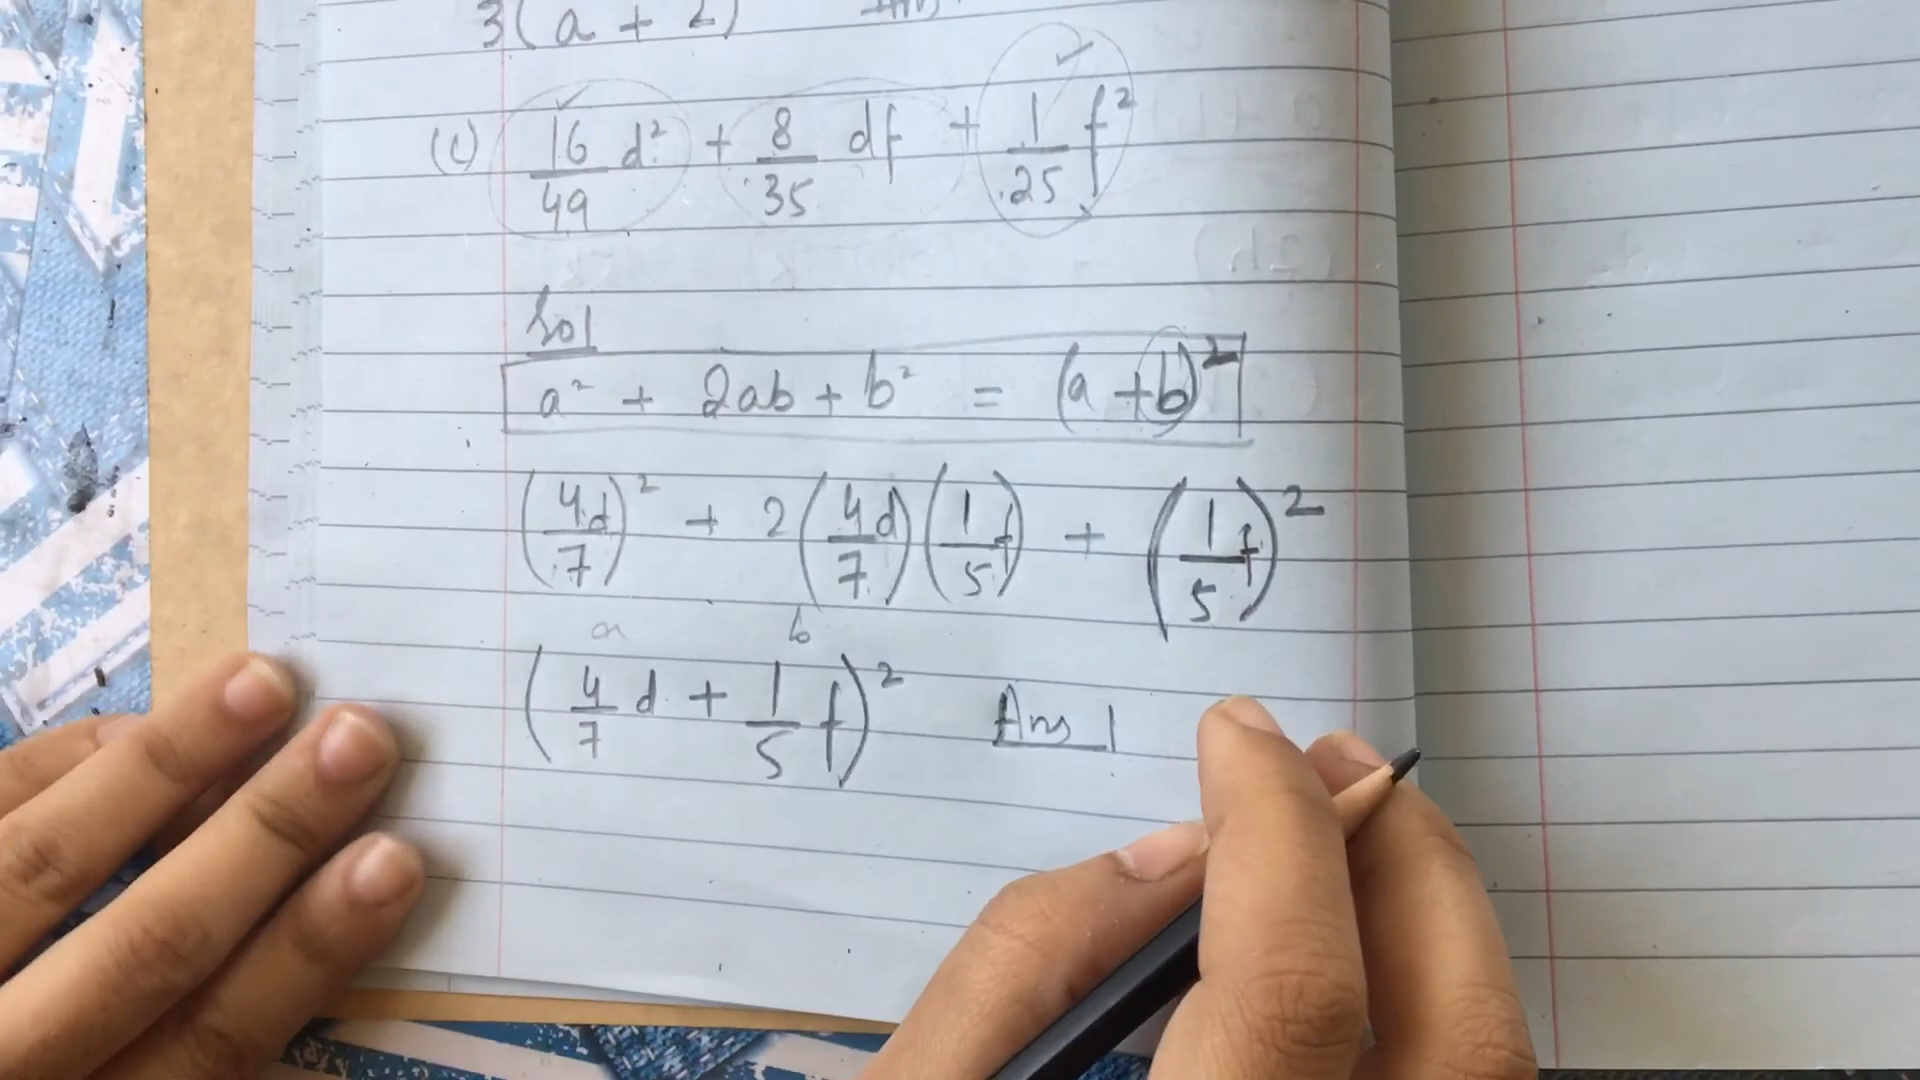 3(a + 2) Ans.
(i) 16/49 d² + 8/35 df + 1/25 f²
Sol
a² + 2ab + b² = (a + b)²
(4d/7)² + 2(4d/7)(1/5 f) + (1/5 f)²
a b
(4/7 d + 1/5 f)² Ans